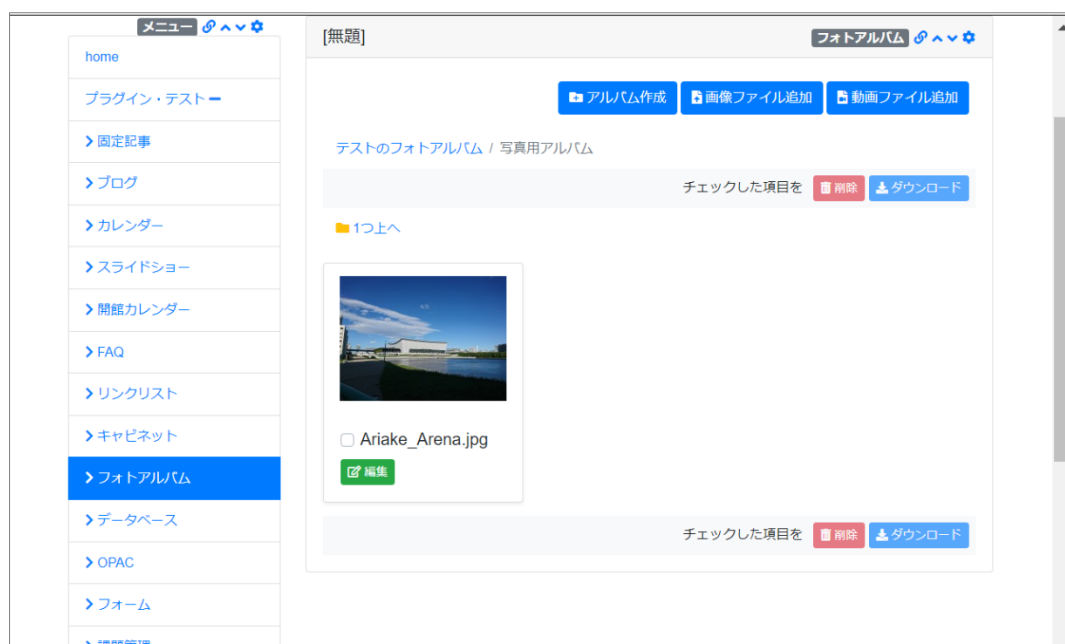 メニュー
home
プラグイン・テスト
固定記事
ブログ
カレンダー
スライドショー
開館カレンダー
FAQ
リンクリスト
キャビネット
フォトアルバム
データベース
OPAC
フォーム
課題管理
[無題]
フォトアルバム
アルバム作成 画像ファイル追加 動画ファイル追加
テストのフォトアルバム / 写真用アルバム
チェックした項目を 削除 ダウンロード
1つ上へ
Ariake_Arena.jpg
編集
チェックした項目を 削除 ダウンロード